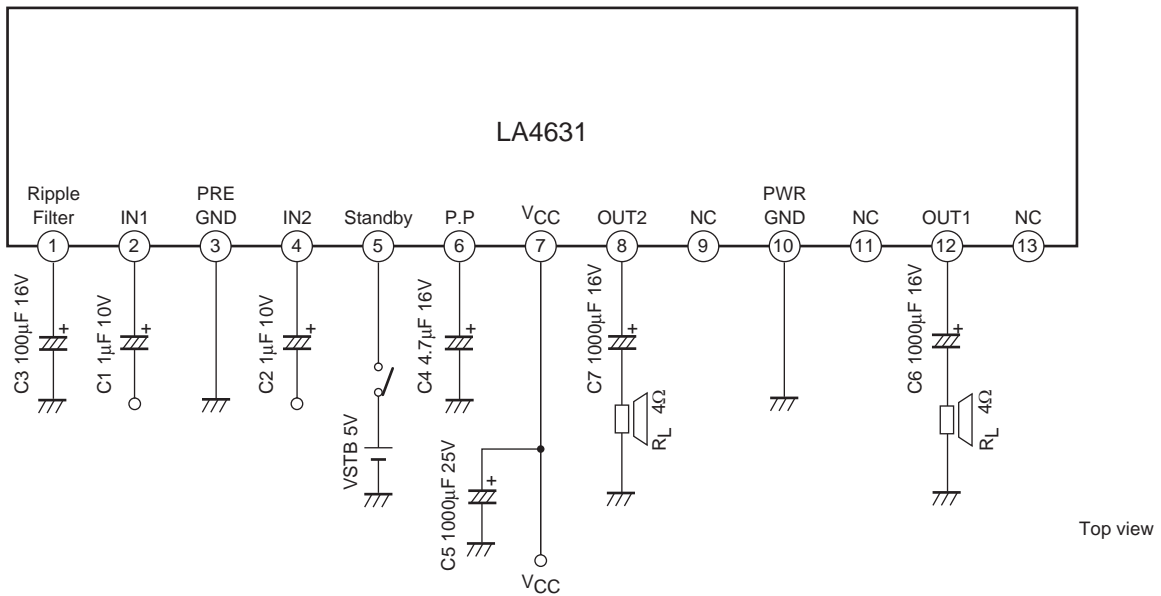 LA4631
Ripple
Filter
IN1
PRE
GND
IN2
Standby
P.P
VCC
OUT2
NC
PWR
GND
NC
OUT1
NC
1
2
3
4
5
6
7
8
9
10
11
12
13
C3 100µF 16V
+
C1 1µF 10V
+
C2 1µF 10V
+
VSTB 5V
C4 4.7µF 16V
+
C5 1000µF 25V
+
VCC
C7 1000µF 16V
+
RL 4Ω
C6 1000µF 16V
+
RL 4Ω
Top view